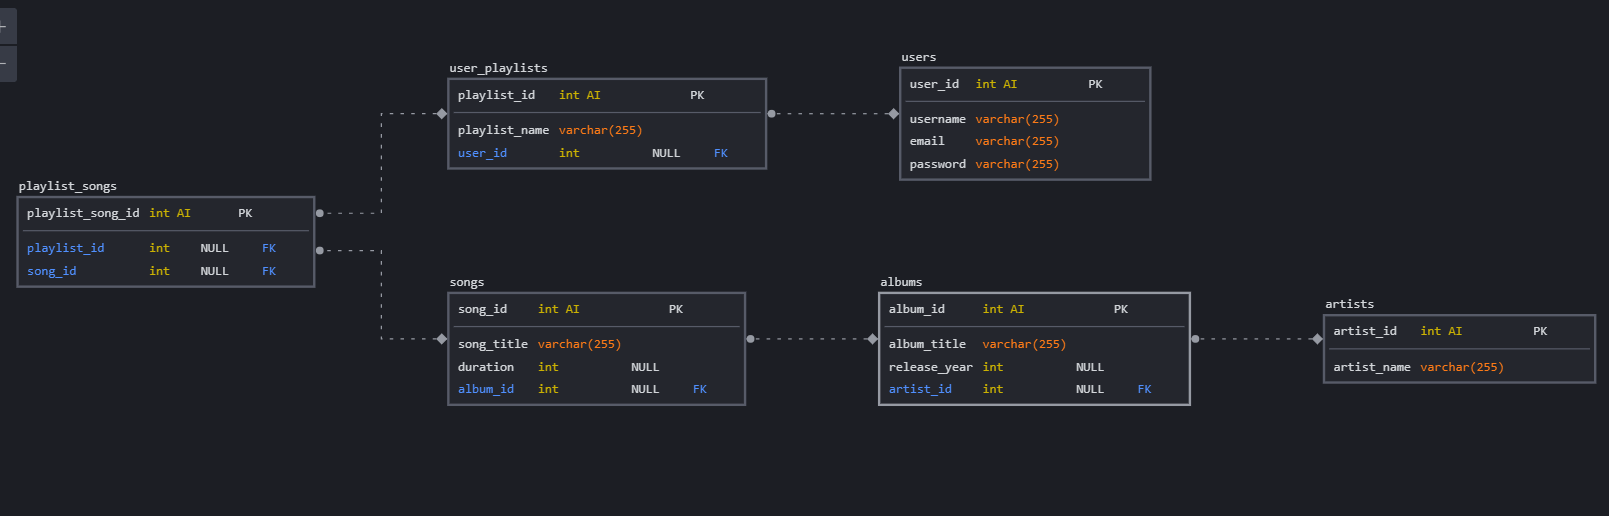 users
user_id int AI PK
username varchar(255)
email varchar(255)
password varchar(255)
user_playlists
playlist_id int AI PK
playlist_name varchar(255)
user_id int NULL FK
playlist_songs
playlist_song_id int AI PK
playlist_id int NULL FK
song_id int NULL FK
songs
song_id int AI PK
song_title varchar(255)
duration int NULL
album_id int NULL FK
albums
album_id int AI PK
album_title varchar(255)
release_year int NULL
artist_id int NULL FK
artists
artist_id int AI PK
artist_name varchar(255)